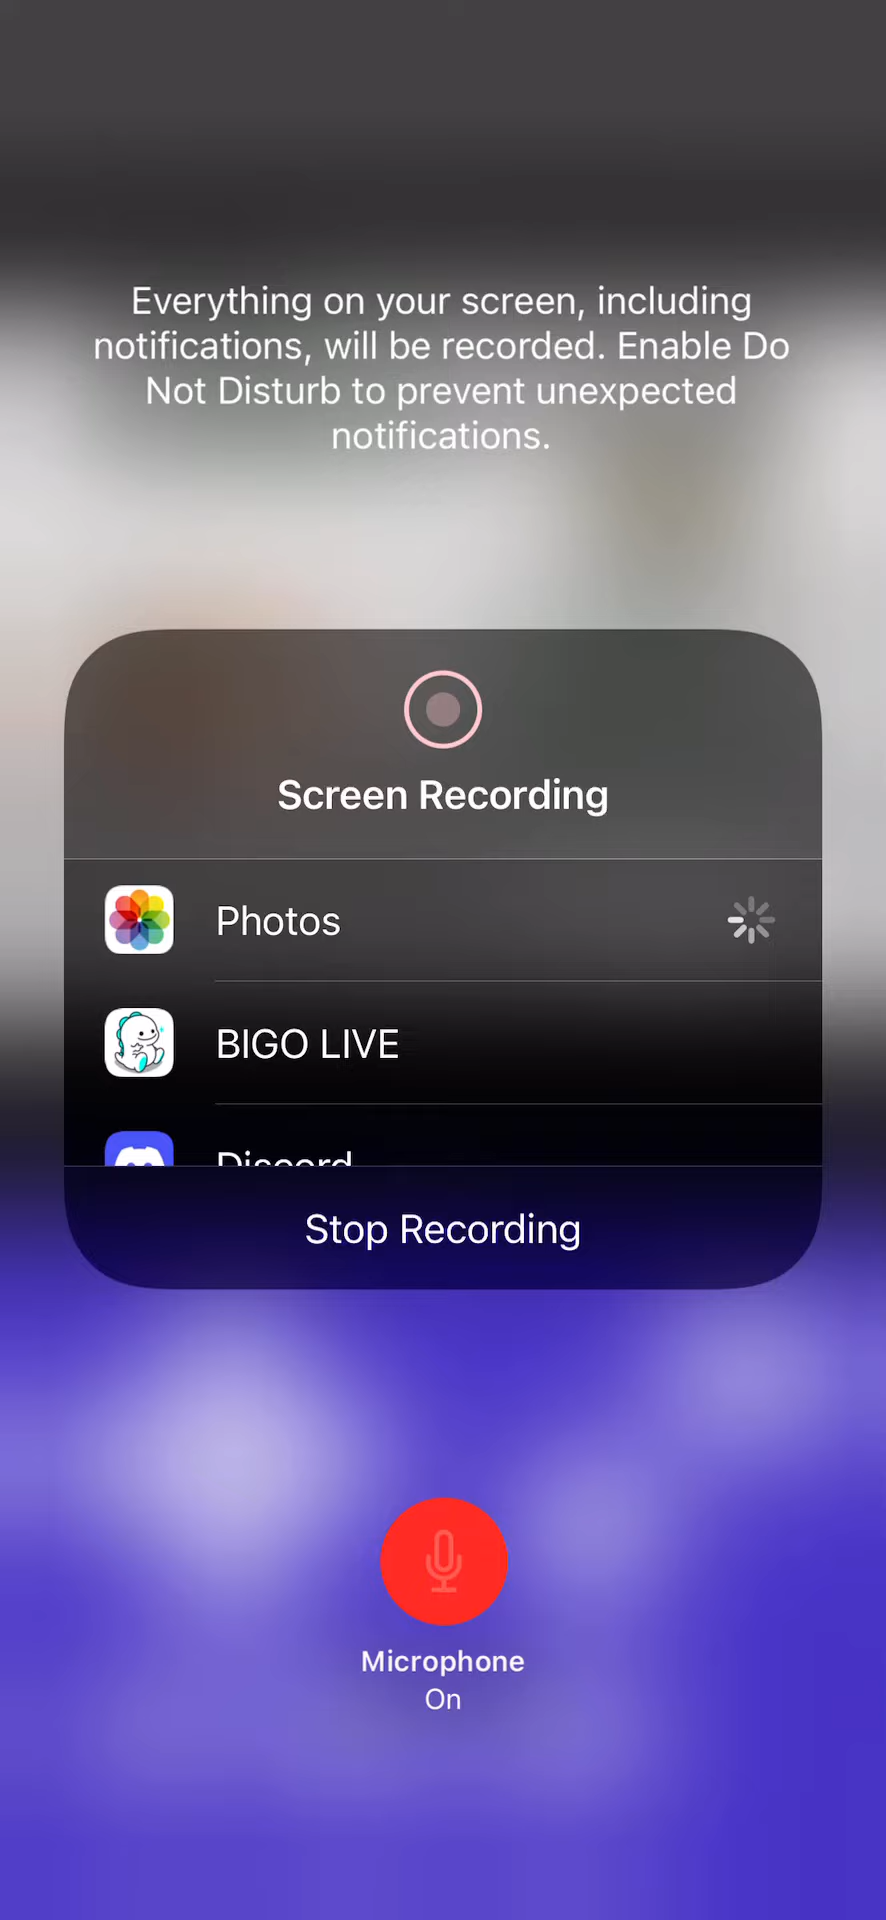 Everything on your screen, including
notifications, will be recorded. Enable Do
Not Disturb to prevent unexpected
notifications.
Screen Recording
Photos
BIGO LIVE
Discord
Stop Recording
Microphone
On